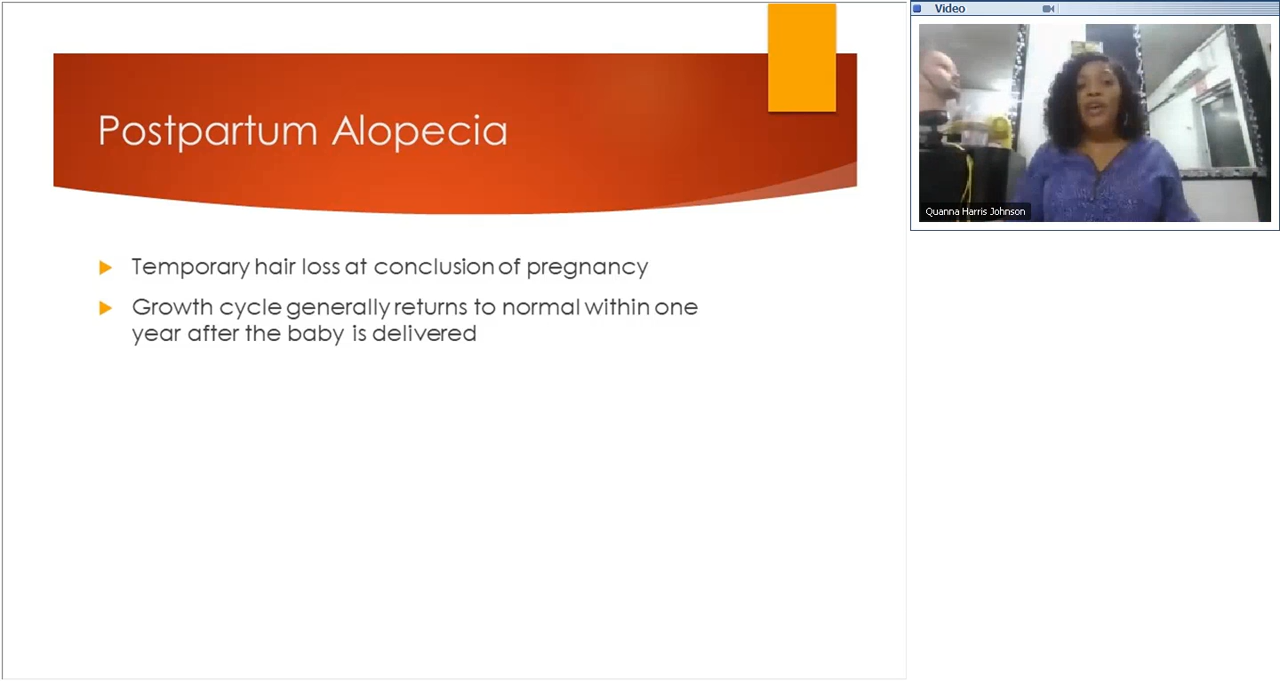 Postpartum Alopecia
Temporary hair loss at conclusion of pregnancy
Growth cycle generally returns to normal within one
year after the baby is delivered
Video
Quanna Harris Johnson